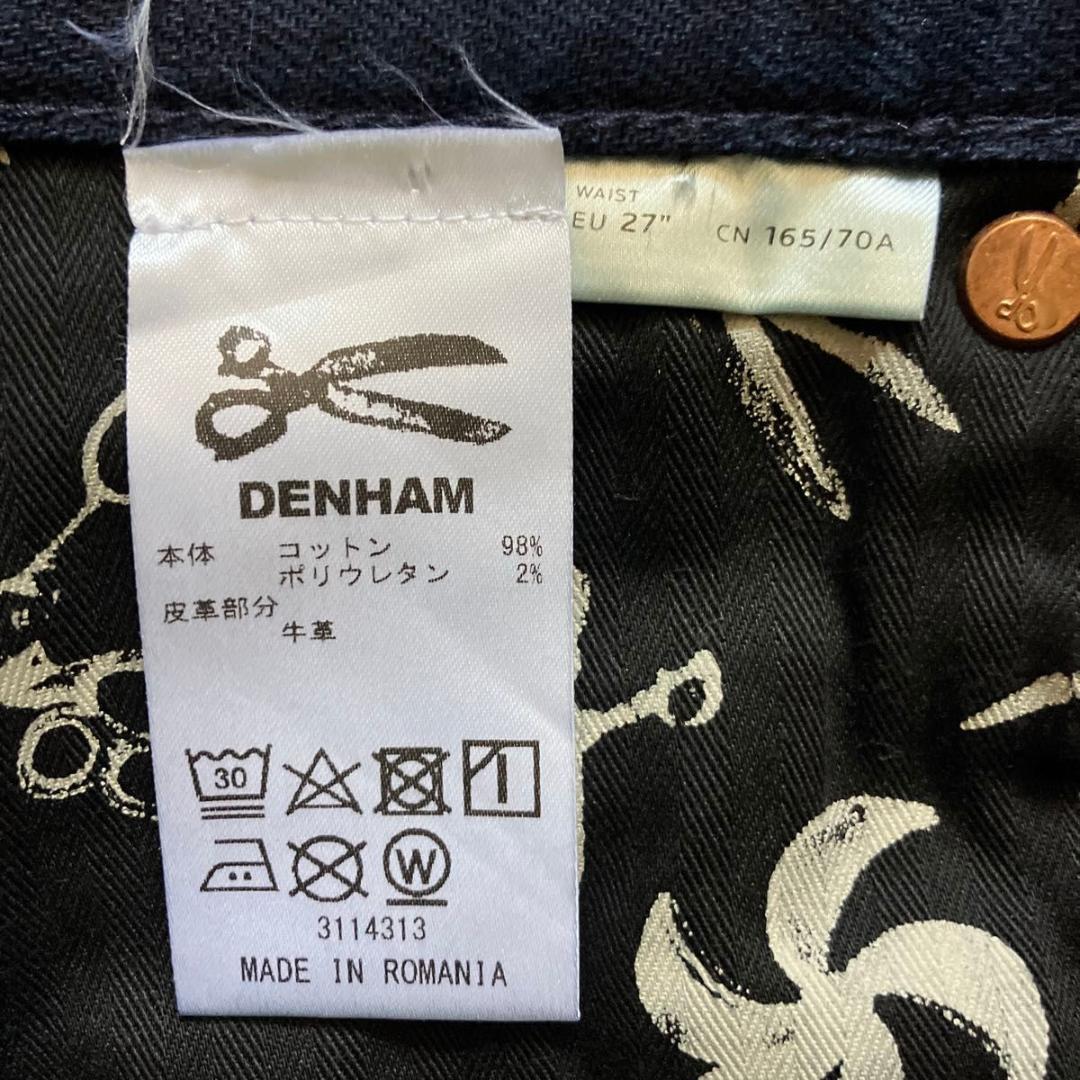 WAIST
EU 27" CN 165/70A
DENHAM
本体 コットン 98%
ポリウレタン 2%
皮革部分
牛革
30
W
3114313
MADE IN ROMANIA